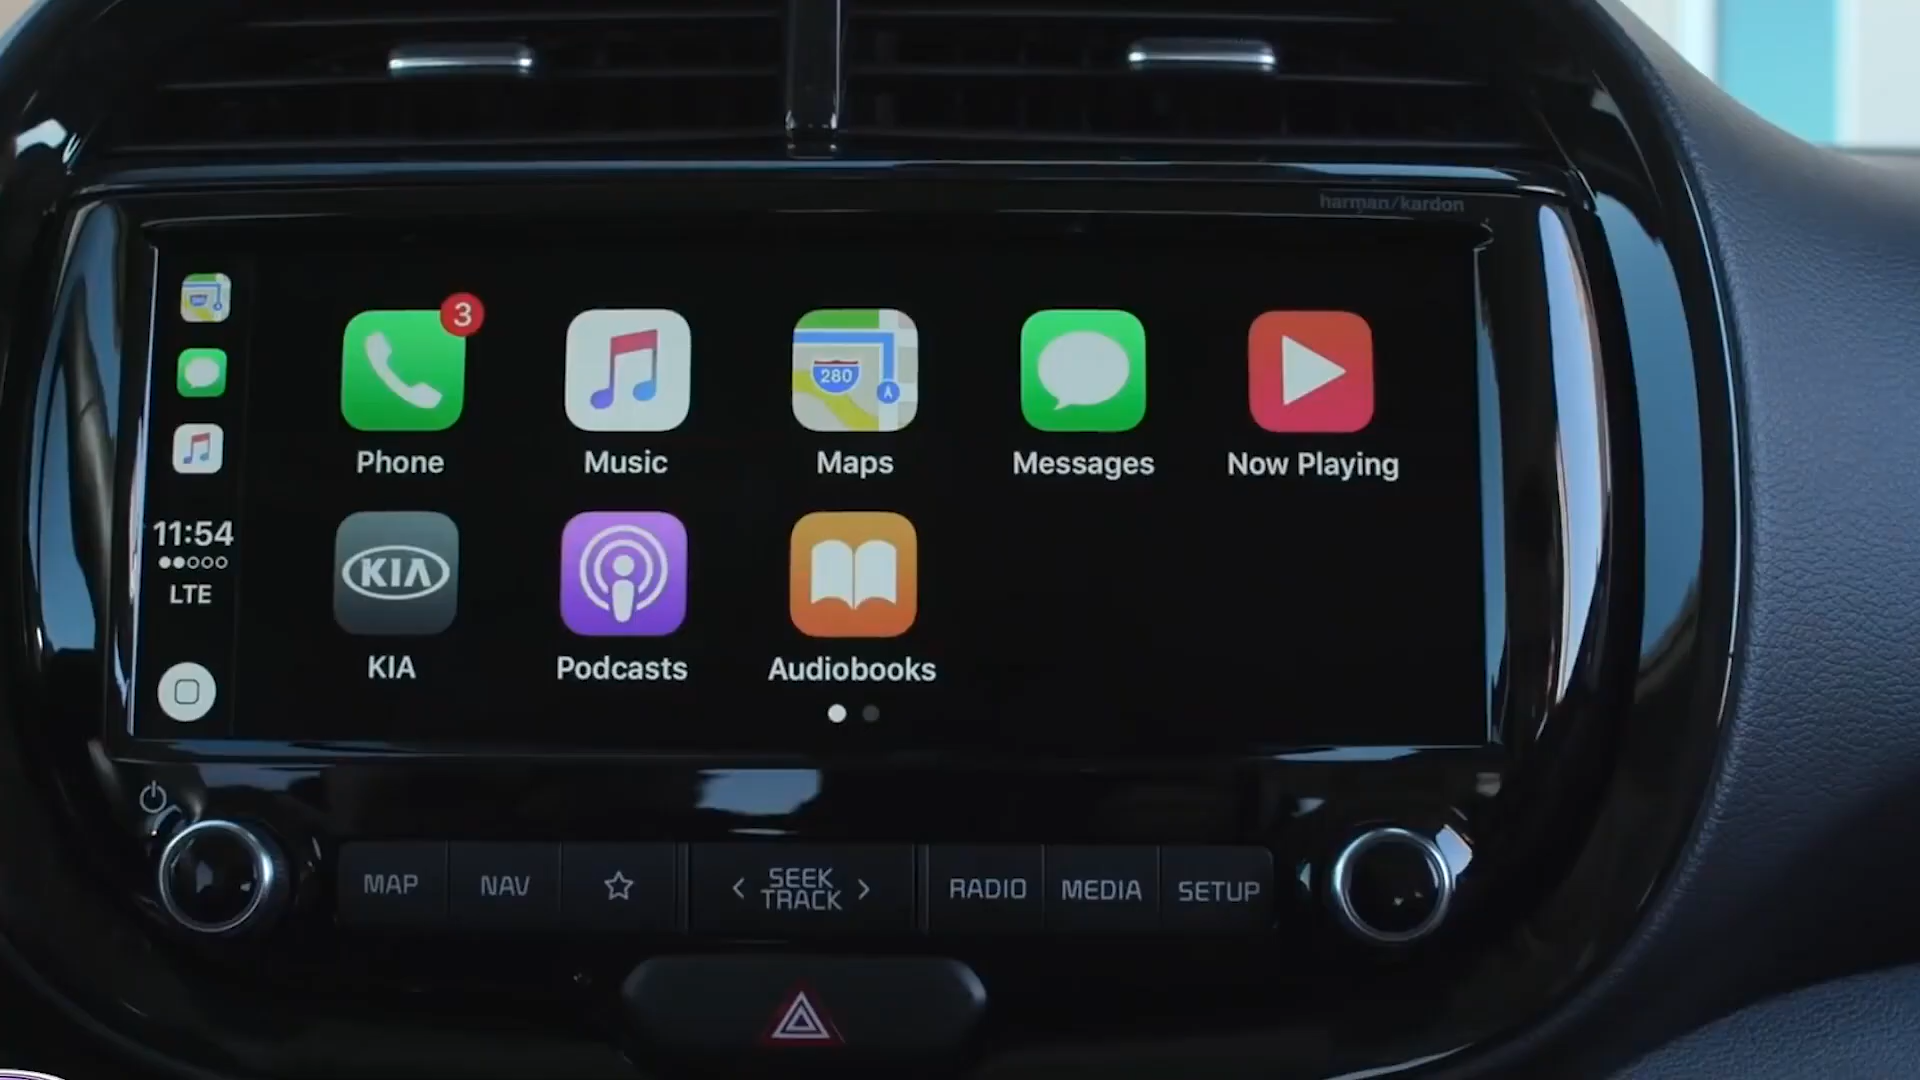 harman/kardon
3
280
Phone
Music
Maps
Messages
Now Playing
11:54
LTE
KIA
KIA
Podcasts
Audiobooks
MAP
NAV
SEEK
TRACK
RADIO
MEDIA
SETUP